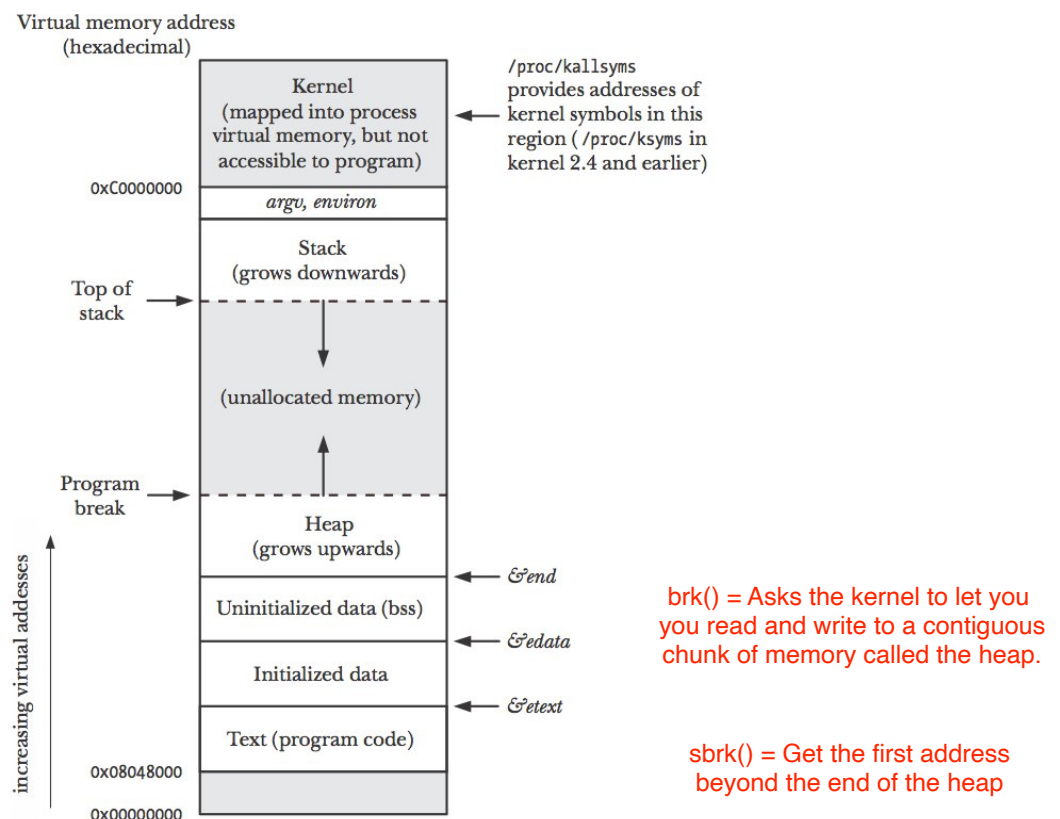 Virtual memory address
(hexadecimal)
Kernel
(mapped into process
virtual memory, but not
accessible to program)
/proc/kallsyms
provides addresses of
kernel symbols in this
region (/proc/ksyms in
kernel 2.4 and earlier)
0xC0000000
argv, environ
Stack
(grows downwards)
Top of
stack
(unallocated memory)
Program
break
Heap
(grows upwards)
&end
Uninitialized data (bss)
&edata
Initialized data
&etext
Text (program code)
0x08048000
0x00000000
increasing virtual addesses
brk() = Asks the kernel to let you
you read and write to a contiguous
chunk of memory called the heap.
sbrk() = Get the first address
beyond the end of the heap